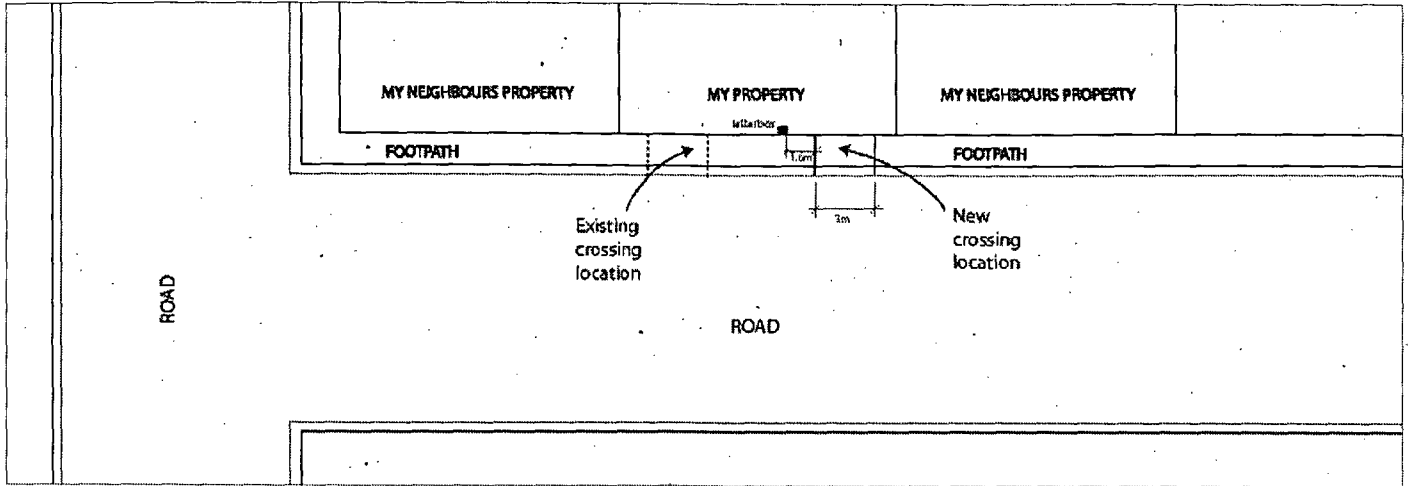 MY NEIGHBOURS PROPERTY
MY PROPERTY
MY NEIGHBOURS PROPERTY
letterbox
FOOTPATH
1.6m
FOOTPATH
3m
Existing
crossing
location
New
crossing
location
ROAD
ROAD